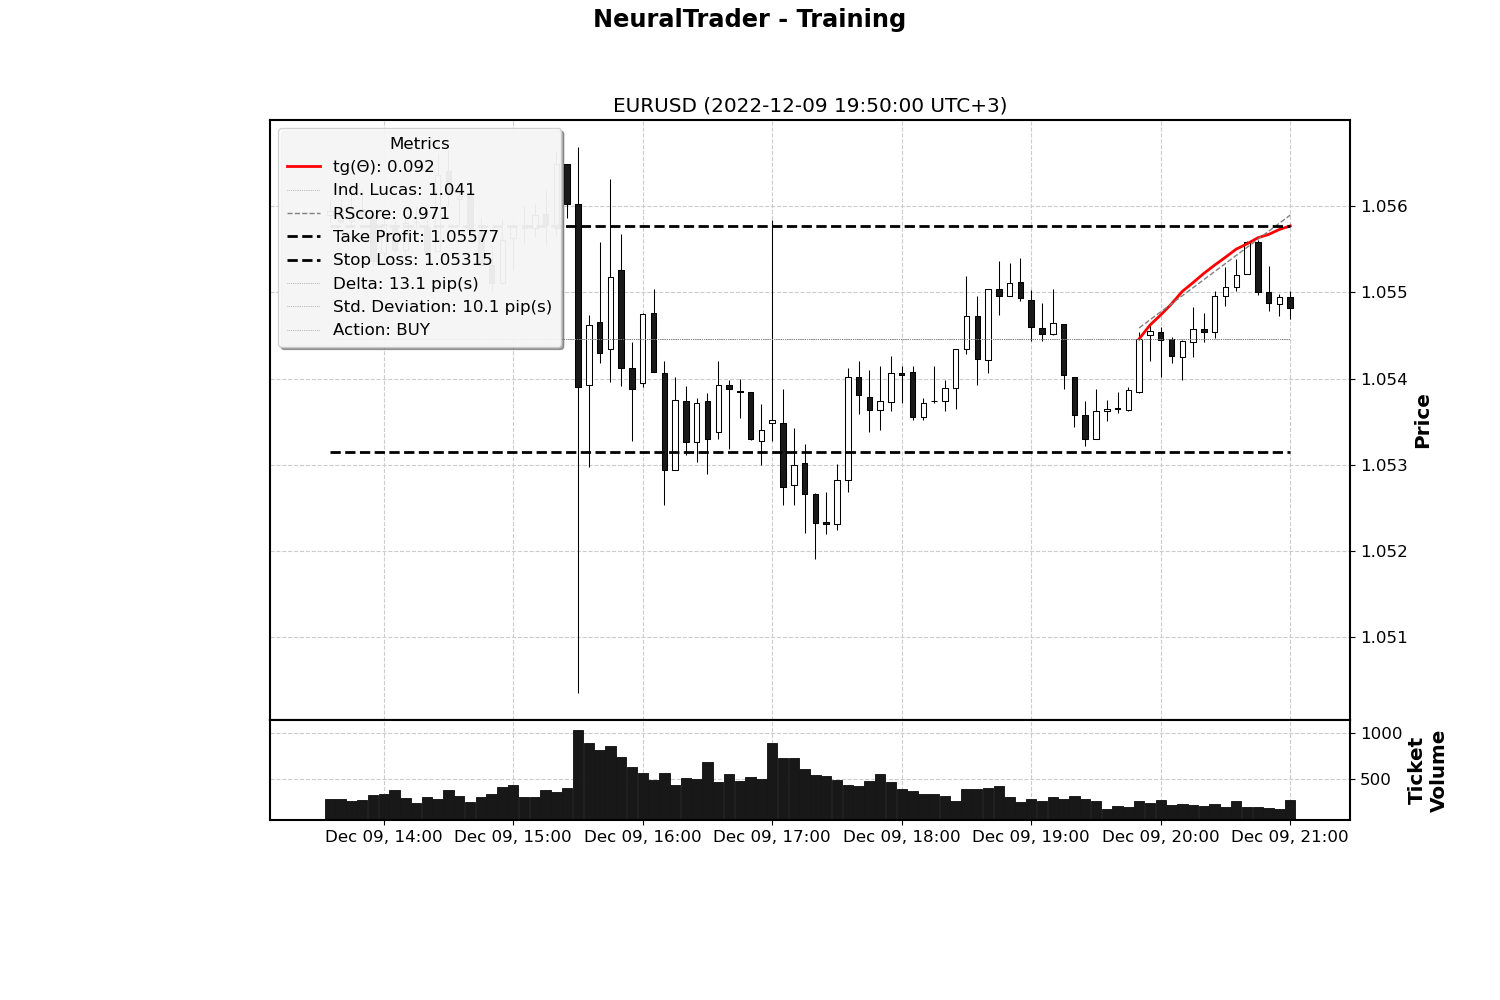 NeuralTrader - Training
EURUSD (2022-12-09 19:50:00 UTC+3)
Metrics
tg(Θ): 0.092
Ind. Lucas: 1.041
RScore: 0.971
Take Profit: 1.05577
Stop Loss: 1.05315
Delta: 13.1 pip(s)
Std. Deviation: 10.1 pip(s)
Action: BUY
1.056
1.055
1.054
1.053
1.052
1.051
Price
1000
500
Ticket
Volume
Dec 09, 14:00 Dec 09, 15:00 Dec 09, 16:00 Dec 09, 17:00 Dec 09, 18:00 Dec 09, 19:00 Dec 09, 20:00 Dec 09, 21:00